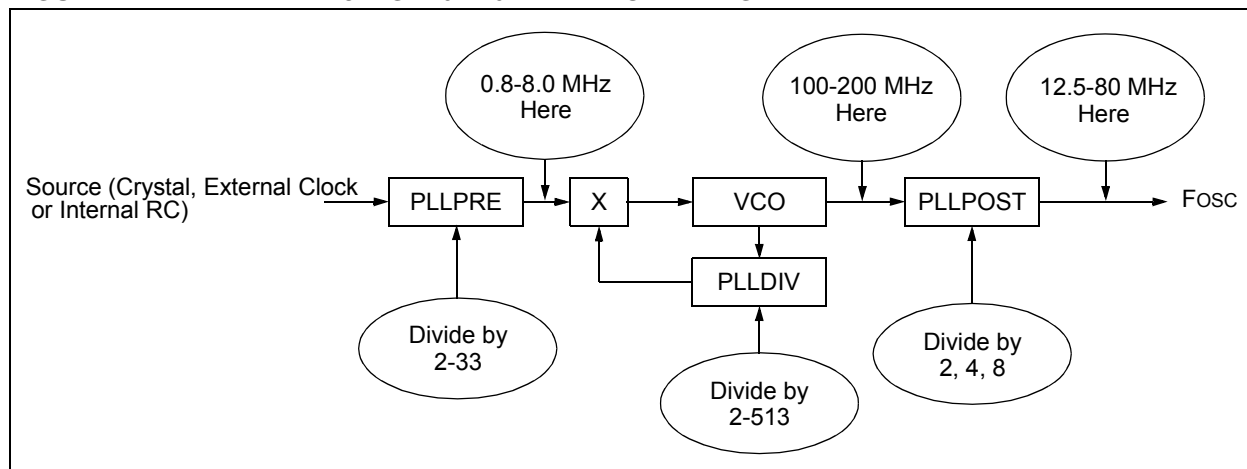 0.8-8.0 MHz
Here
100-200 MHz
Here
12.5-80 MHz
Here
Source (Crystal, External Clock
or Internal RC)
PLLPRE
X
VCO
PLLPOST
FOSC
PLLDIV
Divide by
2-33
Divide by
2-513
Divide by
2, 4, 8